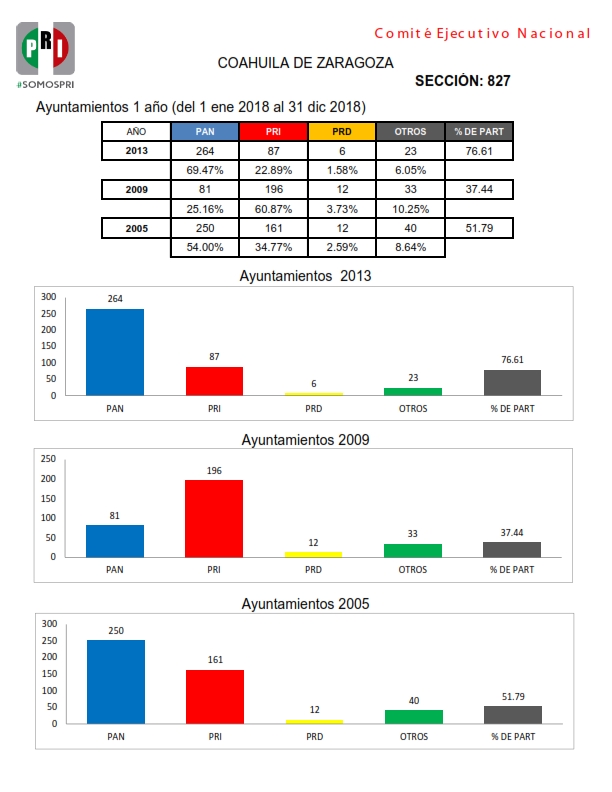 Comité Ejecutivo Nacional
PRI
#SOMOSPRI
COAHUILA DE ZARAGOZA
SECCIÓN: 827
Ayuntamientos 1 año (del 1 ene 2018 al 31 dic 2018)
AÑO PAN PRI PRD OTROS % DE PART
2013 264 87 6 23 76.61
69.47% 22.89% 1.58% 6.05%
2009 81 196 12 33 37.44
25.16% 60.87% 3.73% 10.25%
2005 250 161 12 40 51.79
54.00% 34.77% 2.59% 8.64%
Ayuntamientos 2013
300
250
200
150
100
50
0
264
87
6
23
76.61
PAN PRI PRD OTROS % DE PART
Ayuntamientos 2009
250
200
150
100
50
0
81
196
12
33
37.44
PAN PRI PRD OTROS % DE PART
Ayuntamientos 2005
300
250
200
150
100
50
0
250
161
12
40
51.79
PAN PRI PRD OTROS % DE PART